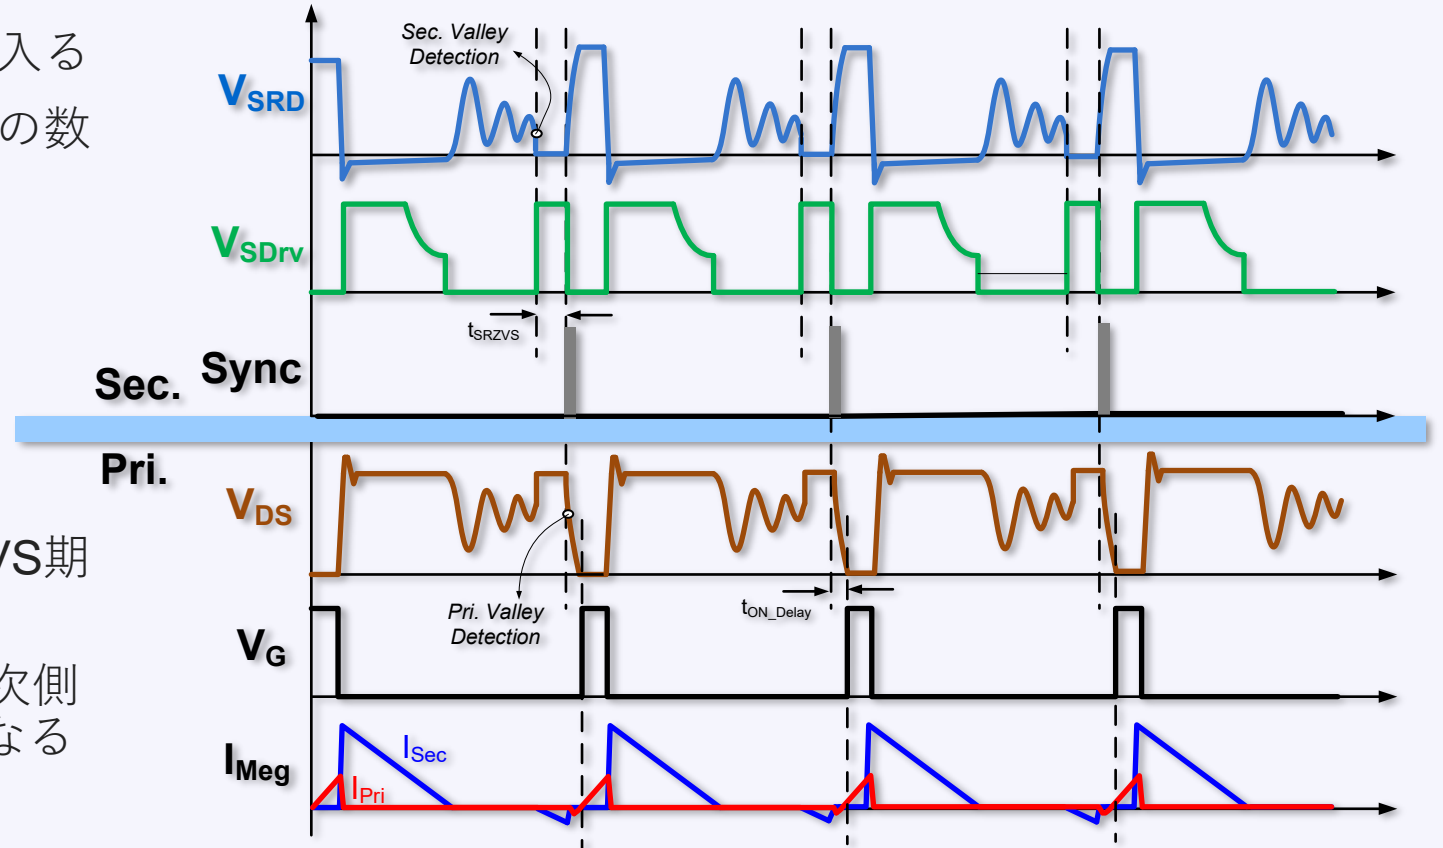 入る
の数
VS期
次側
なる
Sec. Valley
Detection
VSRD
VSDrv
tSRZVS
Sync
Sec.
Pri.
VDS
Pri. Valley
Detection
tON_Delay
VG
IMeg
ISec
IPri